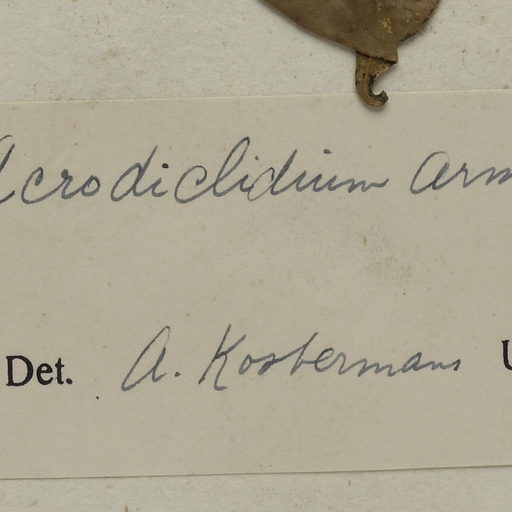 Acrodiclidium arm
Det. A. Kostermans U